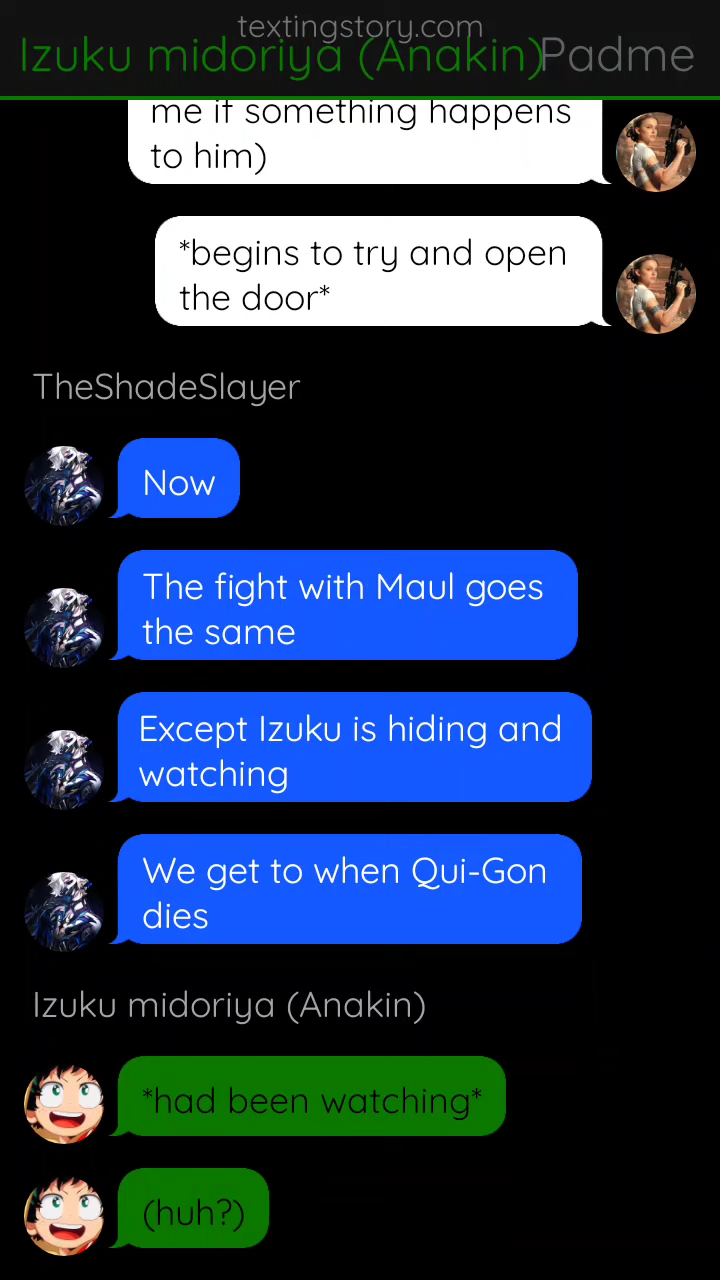 textingstory.com
Izuku midoriya (Anakin)
Padme
me if something happens
to him)
*begins to try and open
the door*
TheShadeSlayer
Now
The fight with Maul goes
the same
Except Izuku is hiding and
watching
We get to when Qui-Gon
dies
Izuku midoriya (Anakin)
*had been watching*
(huh?)